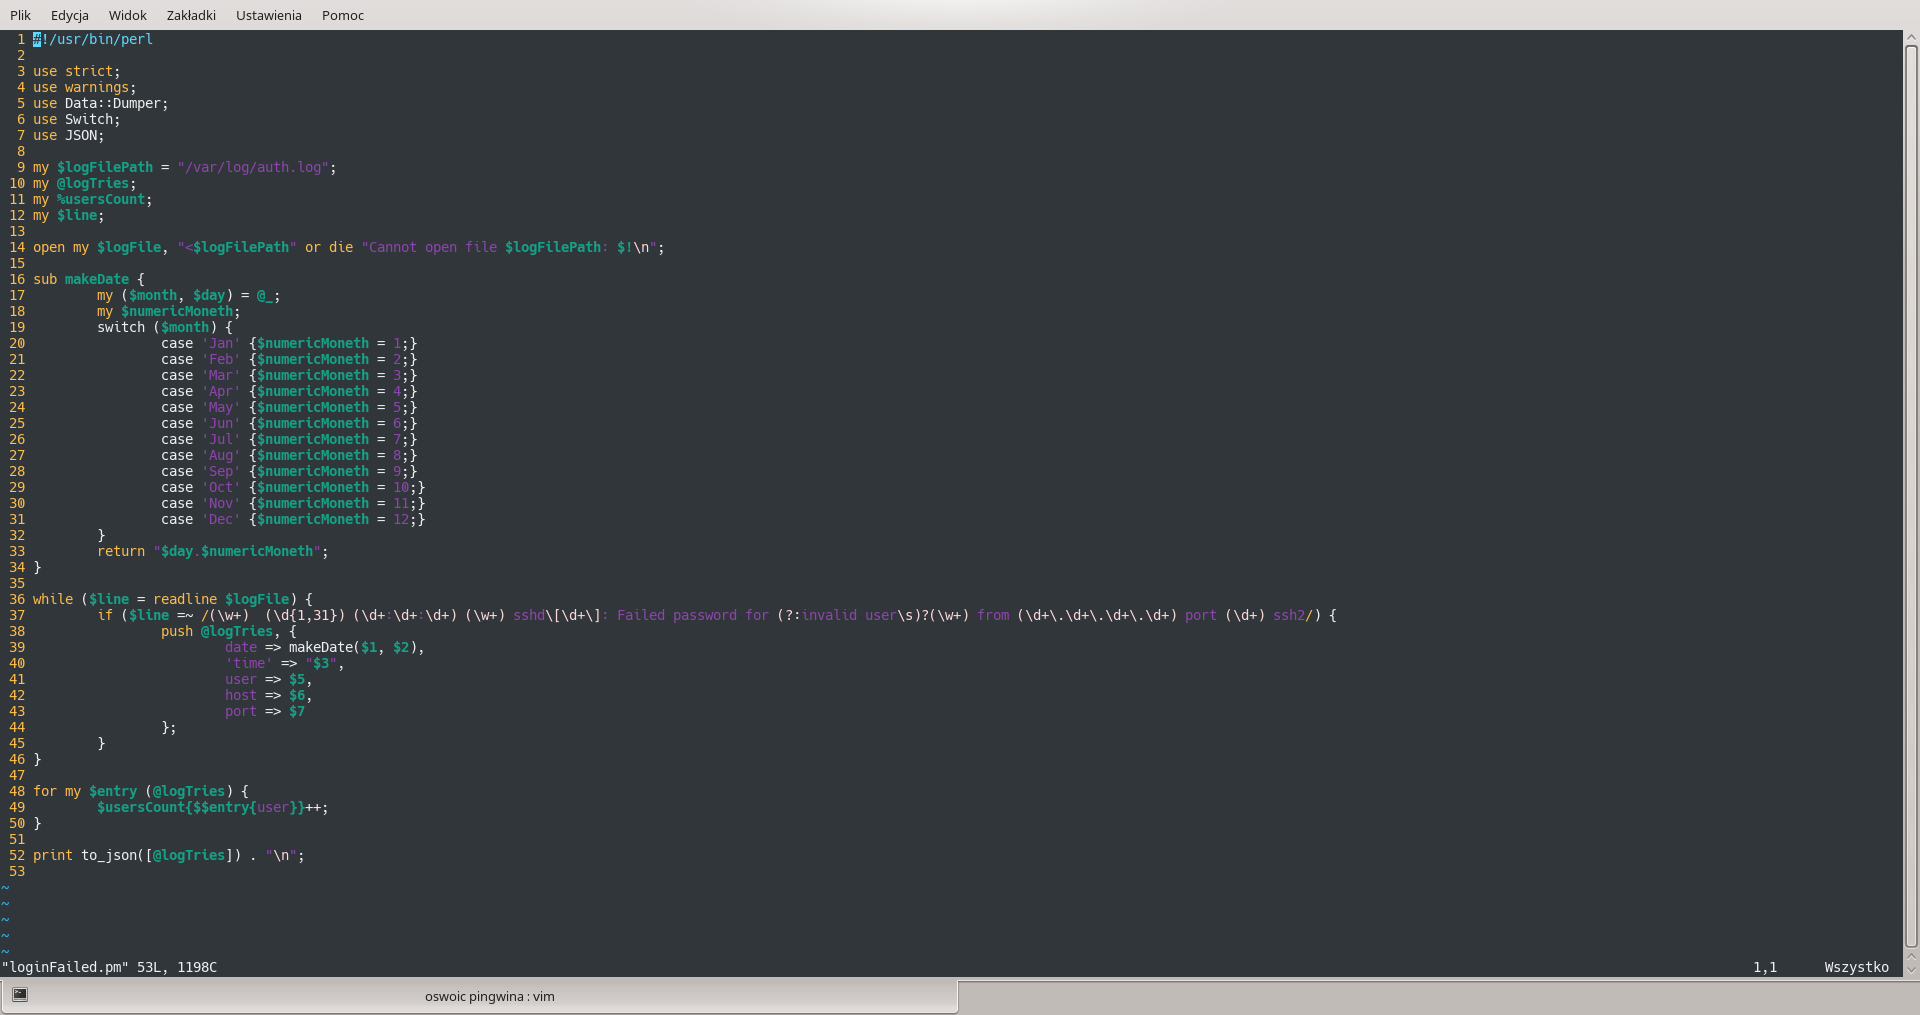 Plik Edycja Widok Zakładki Ustawienia Pomoc
1 #!/usr/bin/perl
2
3 use strict;
4 use warnings;
5 use Data::Dumper;
6 use Switch;
7 use JSON;
8
9 my $logFilePath = "/var/log/auth.log";
10 my @logTries;
11 my %usersCount;
12 my $line;
13
14 open my $logFile, "<$logFilePath" or die "Cannot open file $logFilePath: $!\n";
15
16 sub makeDate {
17         my ($month, $day) = @_;
18         my $numericMoneth;
19         switch ($month) {
20                 case 'Jan' {$numericMoneth = 1;}
21                 case 'Feb' {$numericMoneth = 2;}
22                 case 'Mar' {$numericMoneth = 3;}
23                 case 'Apr' {$numericMoneth = 4;}
24                 case 'May' {$numericMoneth = 5;}
25                 case 'Jun' {$numericMoneth = 6;}
26                 case 'Jul' {$numericMoneth = 7;}
27                 case 'Aug' {$numericMoneth = 8;}
28                 case 'Sep' {$numericMoneth = 9;}
29                 case 'Oct' {$numericMoneth = 10;}
30                 case 'Nov' {$numericMoneth = 11;}
31                 case 'Dec' {$numericMoneth = 12;}
32         }
33         return "$day.$numericMoneth";
34 }
35
36 while ($line = readline $logFile) {
37         if ($line =~ /(\w+)  (\d{1,31}) (\d+:\d+:\d+) (\w+) sshd\[\d+\]: Failed password for (?:invalid user\s)?(\w+) from (\d+\.\d+\.\d+\.\d+) port (\d+) ssh2/) {
38                 push @logTries, {
39                         date => makeDate($1, $2),
40                         'time' => "$3",
41                         user => $5,
42                         host => $6,
43                         port => $7
44                 };
45         }
46 }
47
48 for my $entry (@logTries) {
49         $usersCount{$$entry{user}}++;
50 }
51
52 print to_json([@logTries]) . "\n";
53
~
~
~
~
~
"loginFailed.pm" 53L, 1198C 1,1 Wszystko
oswoic pingwina : vim